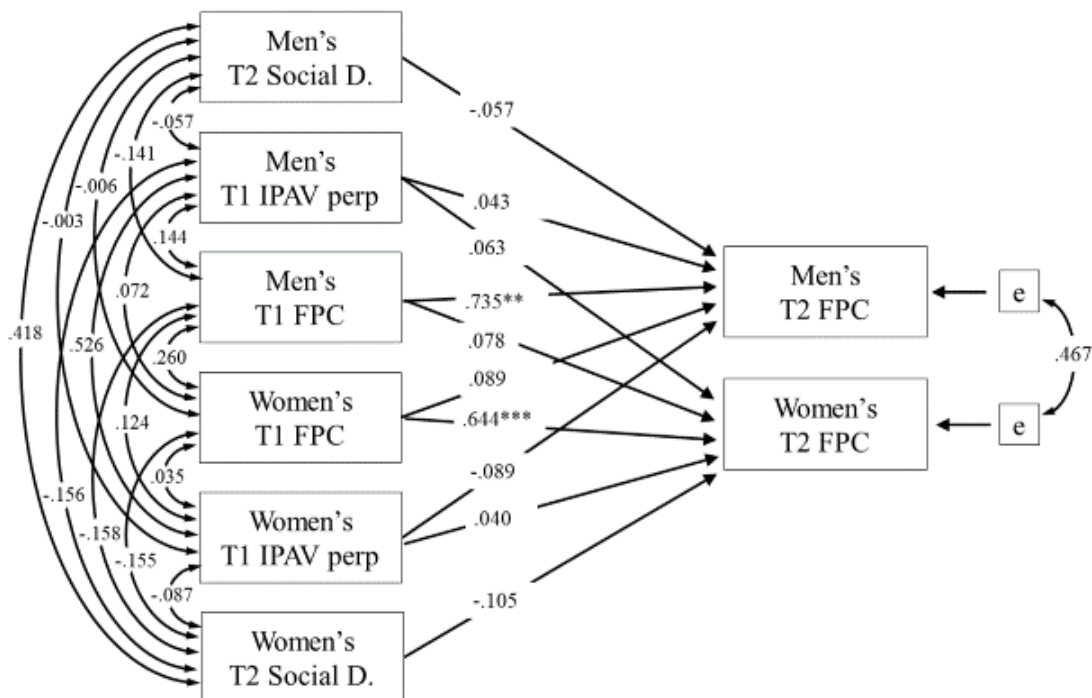 Men's
T2 Social D.
-.057
-.057
Men's
T1 IPAV perp
-.141
-.006
-.003
.043
.063
.144
Men's
T1 FPC
.072
.735**
.078
Men's
T2 FPC
e
.418
.526
.260
.467
Women's
T1 FPC
.089
.644***
Women's
T2 FPC
e
.124
.035
-.089
Women's
T1 IPAV perp
.040
-.156
-.158
-.155
-.087
-.105
Women's
T2 Social D.